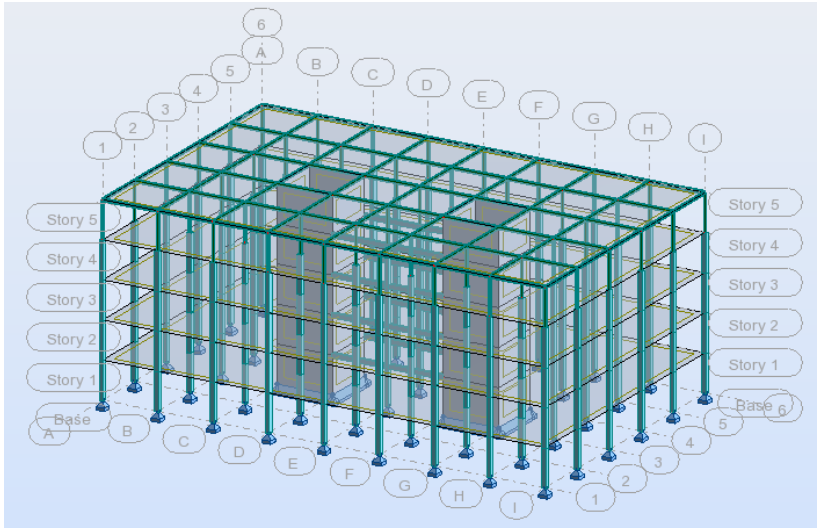 6
A
B
C
D
E
F
G
H
I
5
4
3
2
1
Story 5
Story 4
Story 3
Story 2
Story 1
Base
A
B
C
D
E
F
G
H
I
Story 5
Story 4
Story 3
Story 2
Story 1
Base
6
5
4
3
2
1